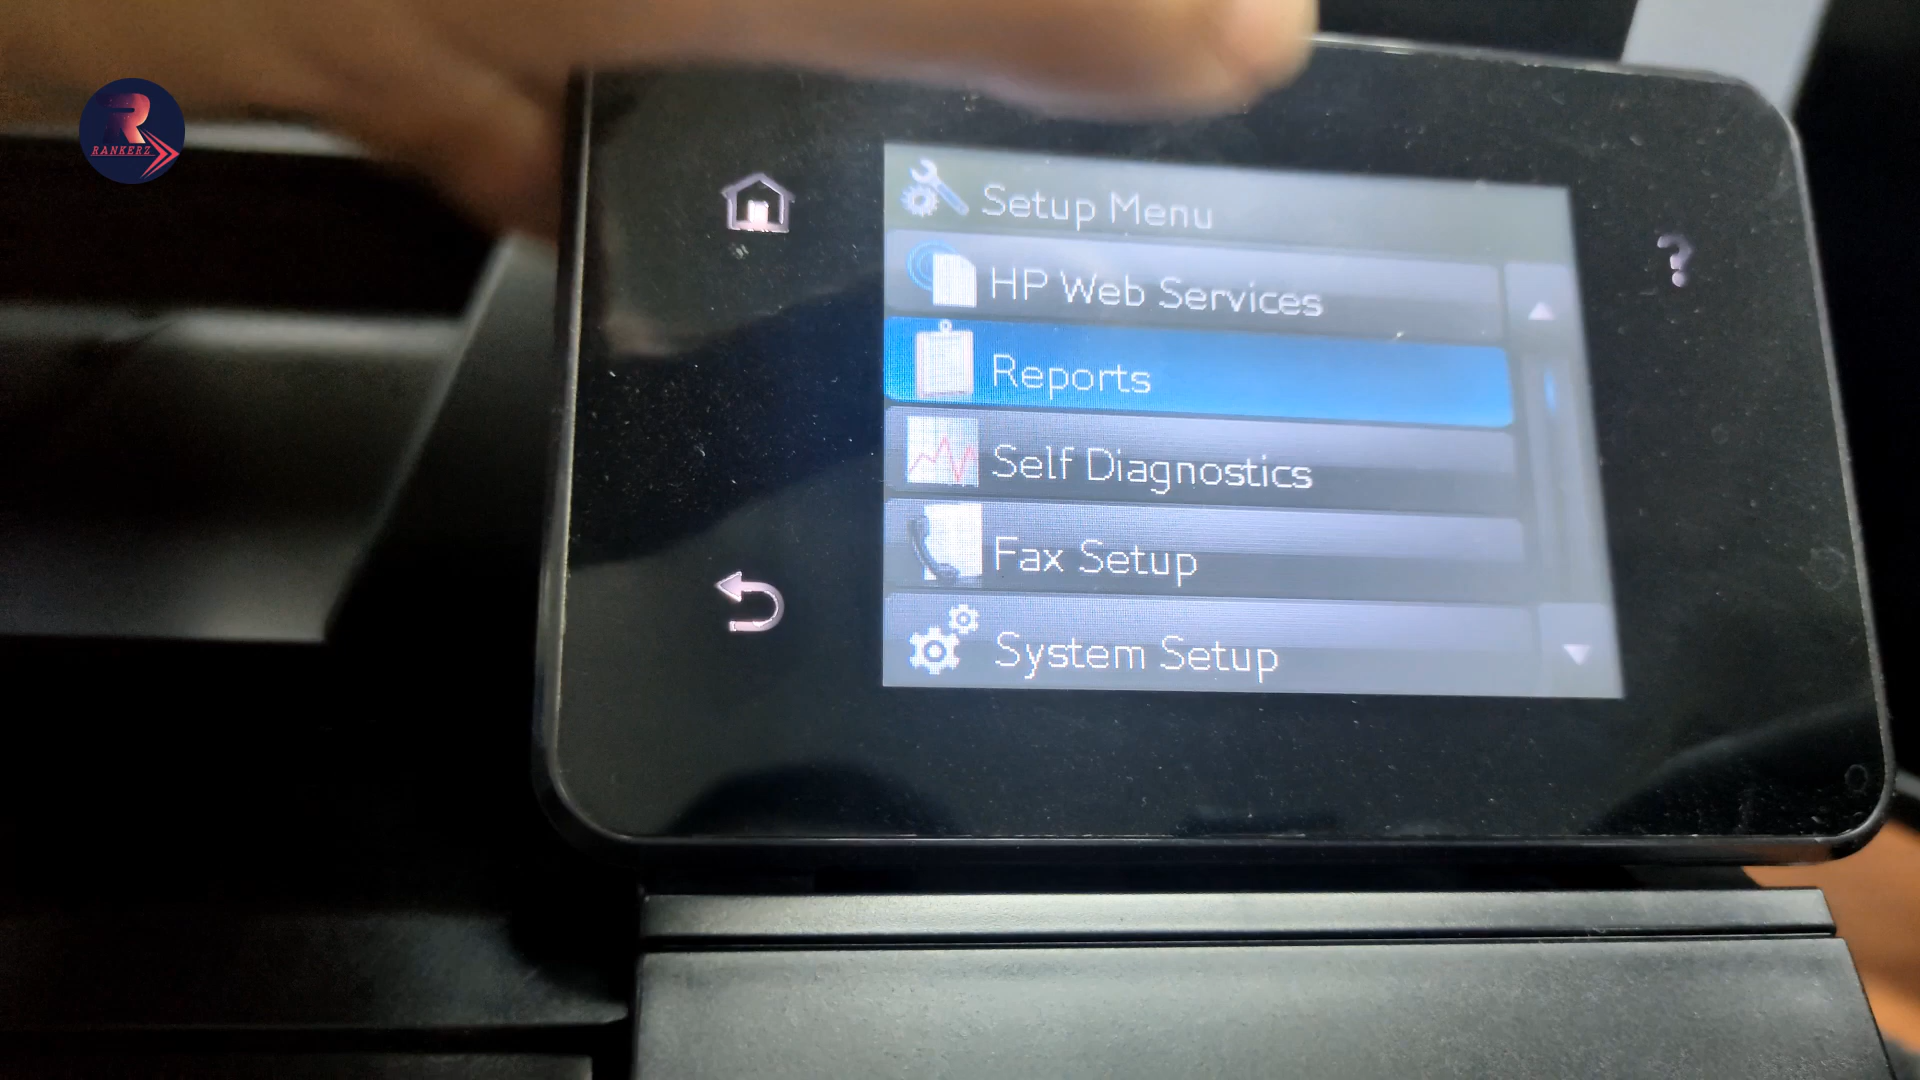 R
RANKERZ
Setup Menu
HP Web Services
Reports
Self Diagnostics
Fax Setup
System Setup
?